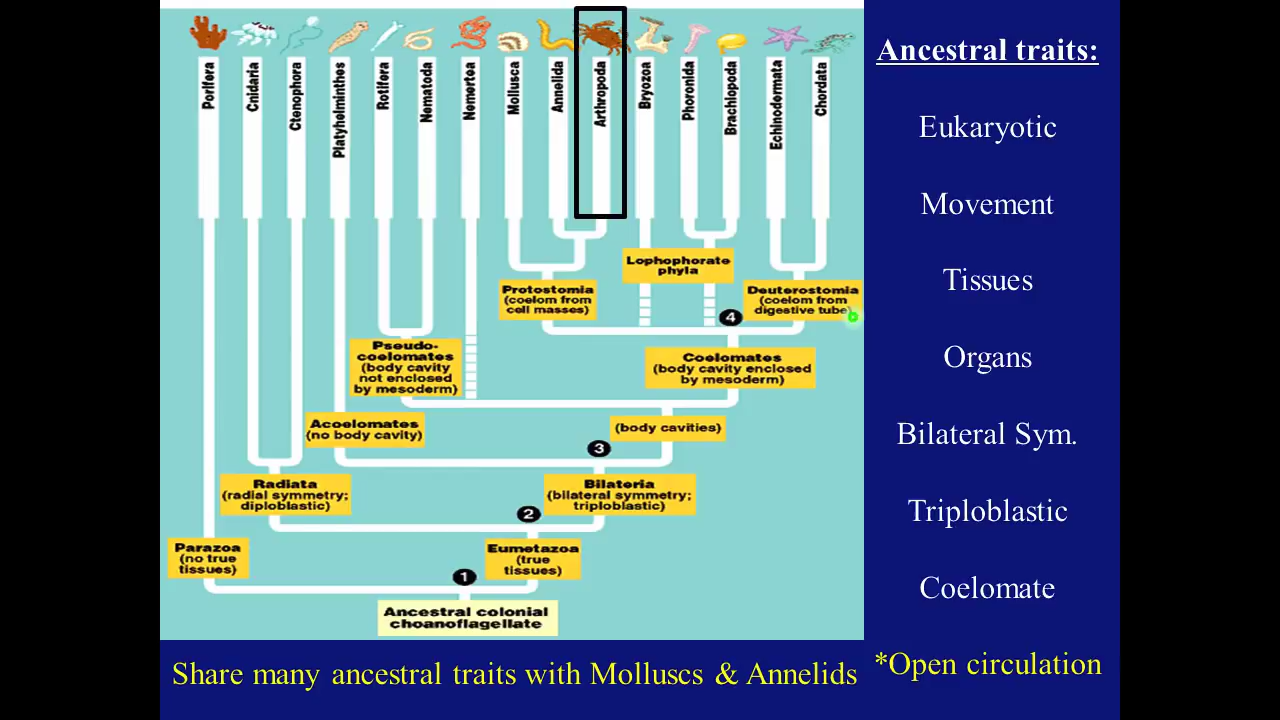 Porifera
Cnidaria
Ctenophora
Platyhelminthes
Rotifera
Nematoda
Nemertea
Mollusca
Annelida
Arthropoda
Bryozoa
Phoronida
Brachiopoda
Echinodermata
Chordata
Lophophorate
phyla
Protostomia
(coelom from
cell masses)
Deuterostomia
(coelom from
digestive tube)
4
Pseudo-
coelomates
(body cavity
not enclosed
by mesoderm)
Coelomates
(body cavity enclosed
by mesoderm)
Acoelomates
(no body cavity)
(body cavities)
3
Radiata
(radial symmetry;
diploblastic)
Bilateria
(bilateral symmetry;
triploblastic)
2
Parazoa
(no true
tissues)
Eumetazoa
(true
tissues)
1
Ancestral colonial
choanoflagellate
Share many ancestral traits with Molluscs & Annelids
Ancestral traits:
Eukaryotic
Movement
Tissues
Organs
Bilateral Sym.
Triploblastic
Coelomate
*Open circulation